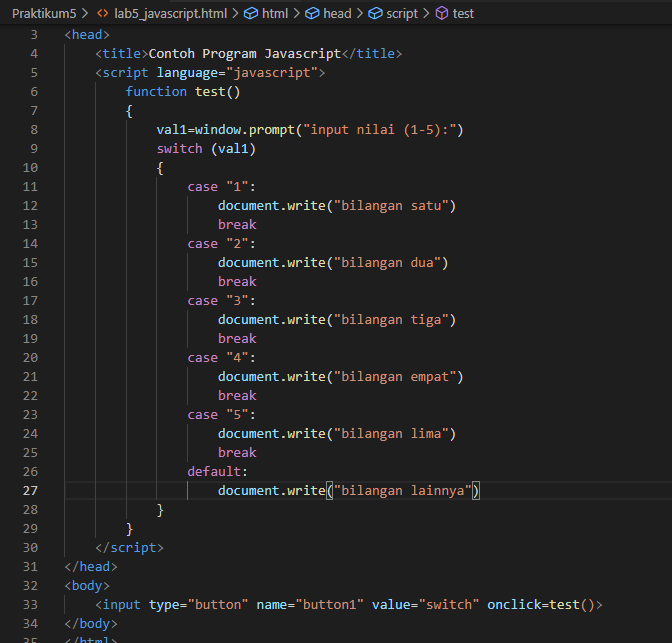 Praktikum5 > <> lab5_javascript.html > html > head > script > test
3 <head>
4 <title>Contoh Program Javascript</title>
5 <script language="javascript">
6 function test()
7 {
8 val1=window.prompt("input nilai (1-5):")
9 switch (val1)
10 {
11 case "1":
12 document.write("bilangan satu")
13 break
14 case "2":
15 document.write("bilangan dua")
16 break
17 case "3":
18 document.write("bilangan tiga")
19 break
20 case "4":
21 document.write("bilangan empat")
22 break
23 case "5":
24 document.write("bilangan lima")
25 break
26 default:
27 document.write("bilangan lainnya")
28 }
29 }
30 </script>
31 </head>
32 <body>
33 <input type="button" name="button1" value="switch" onclick=test()>
34 </body>
35 </html>